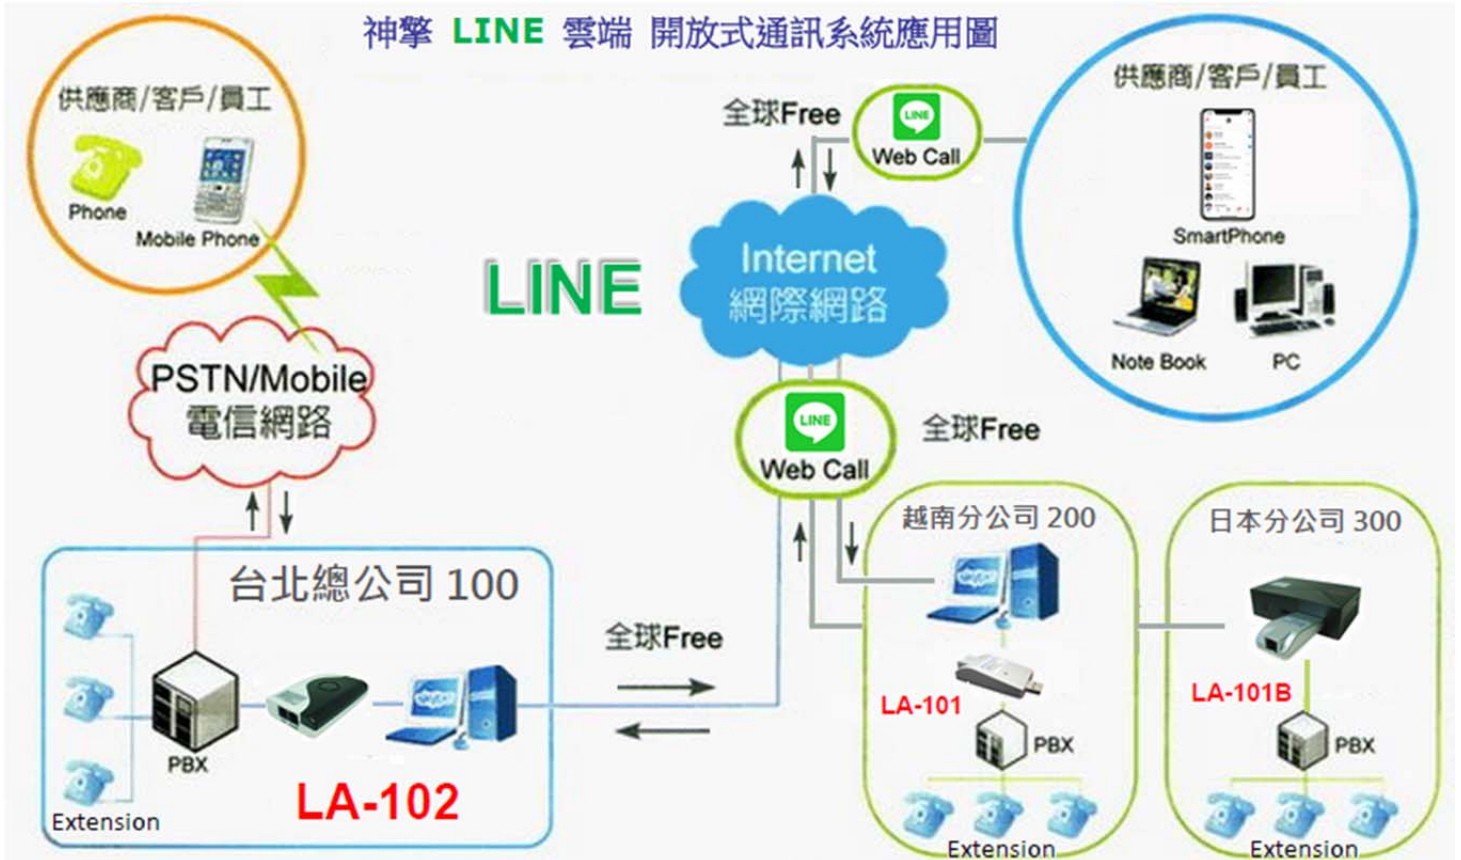 神擎 LINE 雲端 開放式通訊系統應用圖
供應商/客戶/員工
Phone
Mobile Phone
PSTN/Mobile
電信網路
LINE
全球Free
LINE
Web Call
Internet
網際網路
供應商/客戶/員工
SmartPhone
Note Book
PC
LINE
Web Call
全球Free
台北總公司 100
PBX
Extension
LA-102
全球Free
越南分公司 200
LA-101
PBX
Extension
日本分公司 300
LA-101B
PBX
Extension